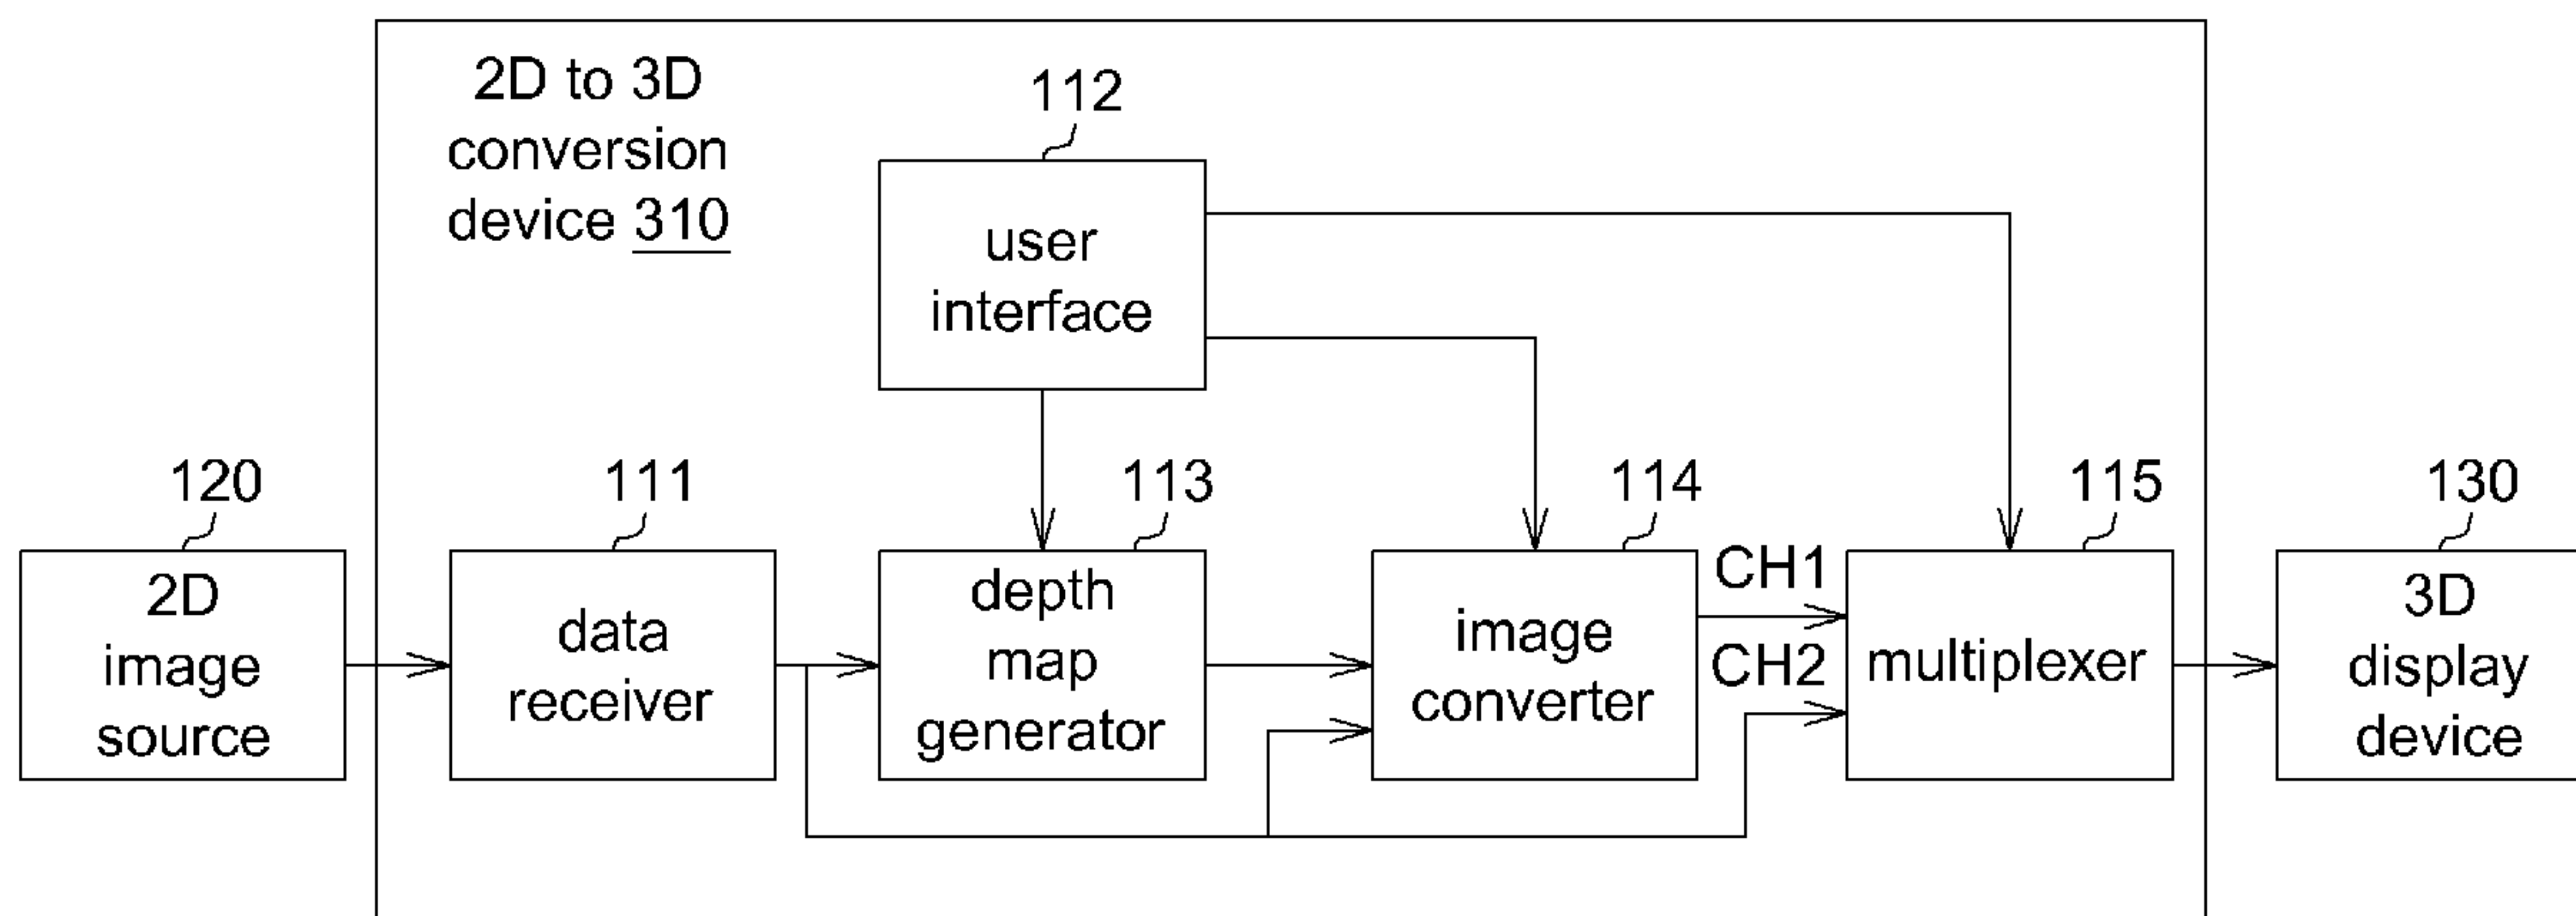 2D to 3D
conversion
device 310
112
user
interface
120
2D
image
source
111
data
receiver
113
depth
map
generator
114
image
converter
CH1
CH2
115
multiplexer
130
3D
display
device